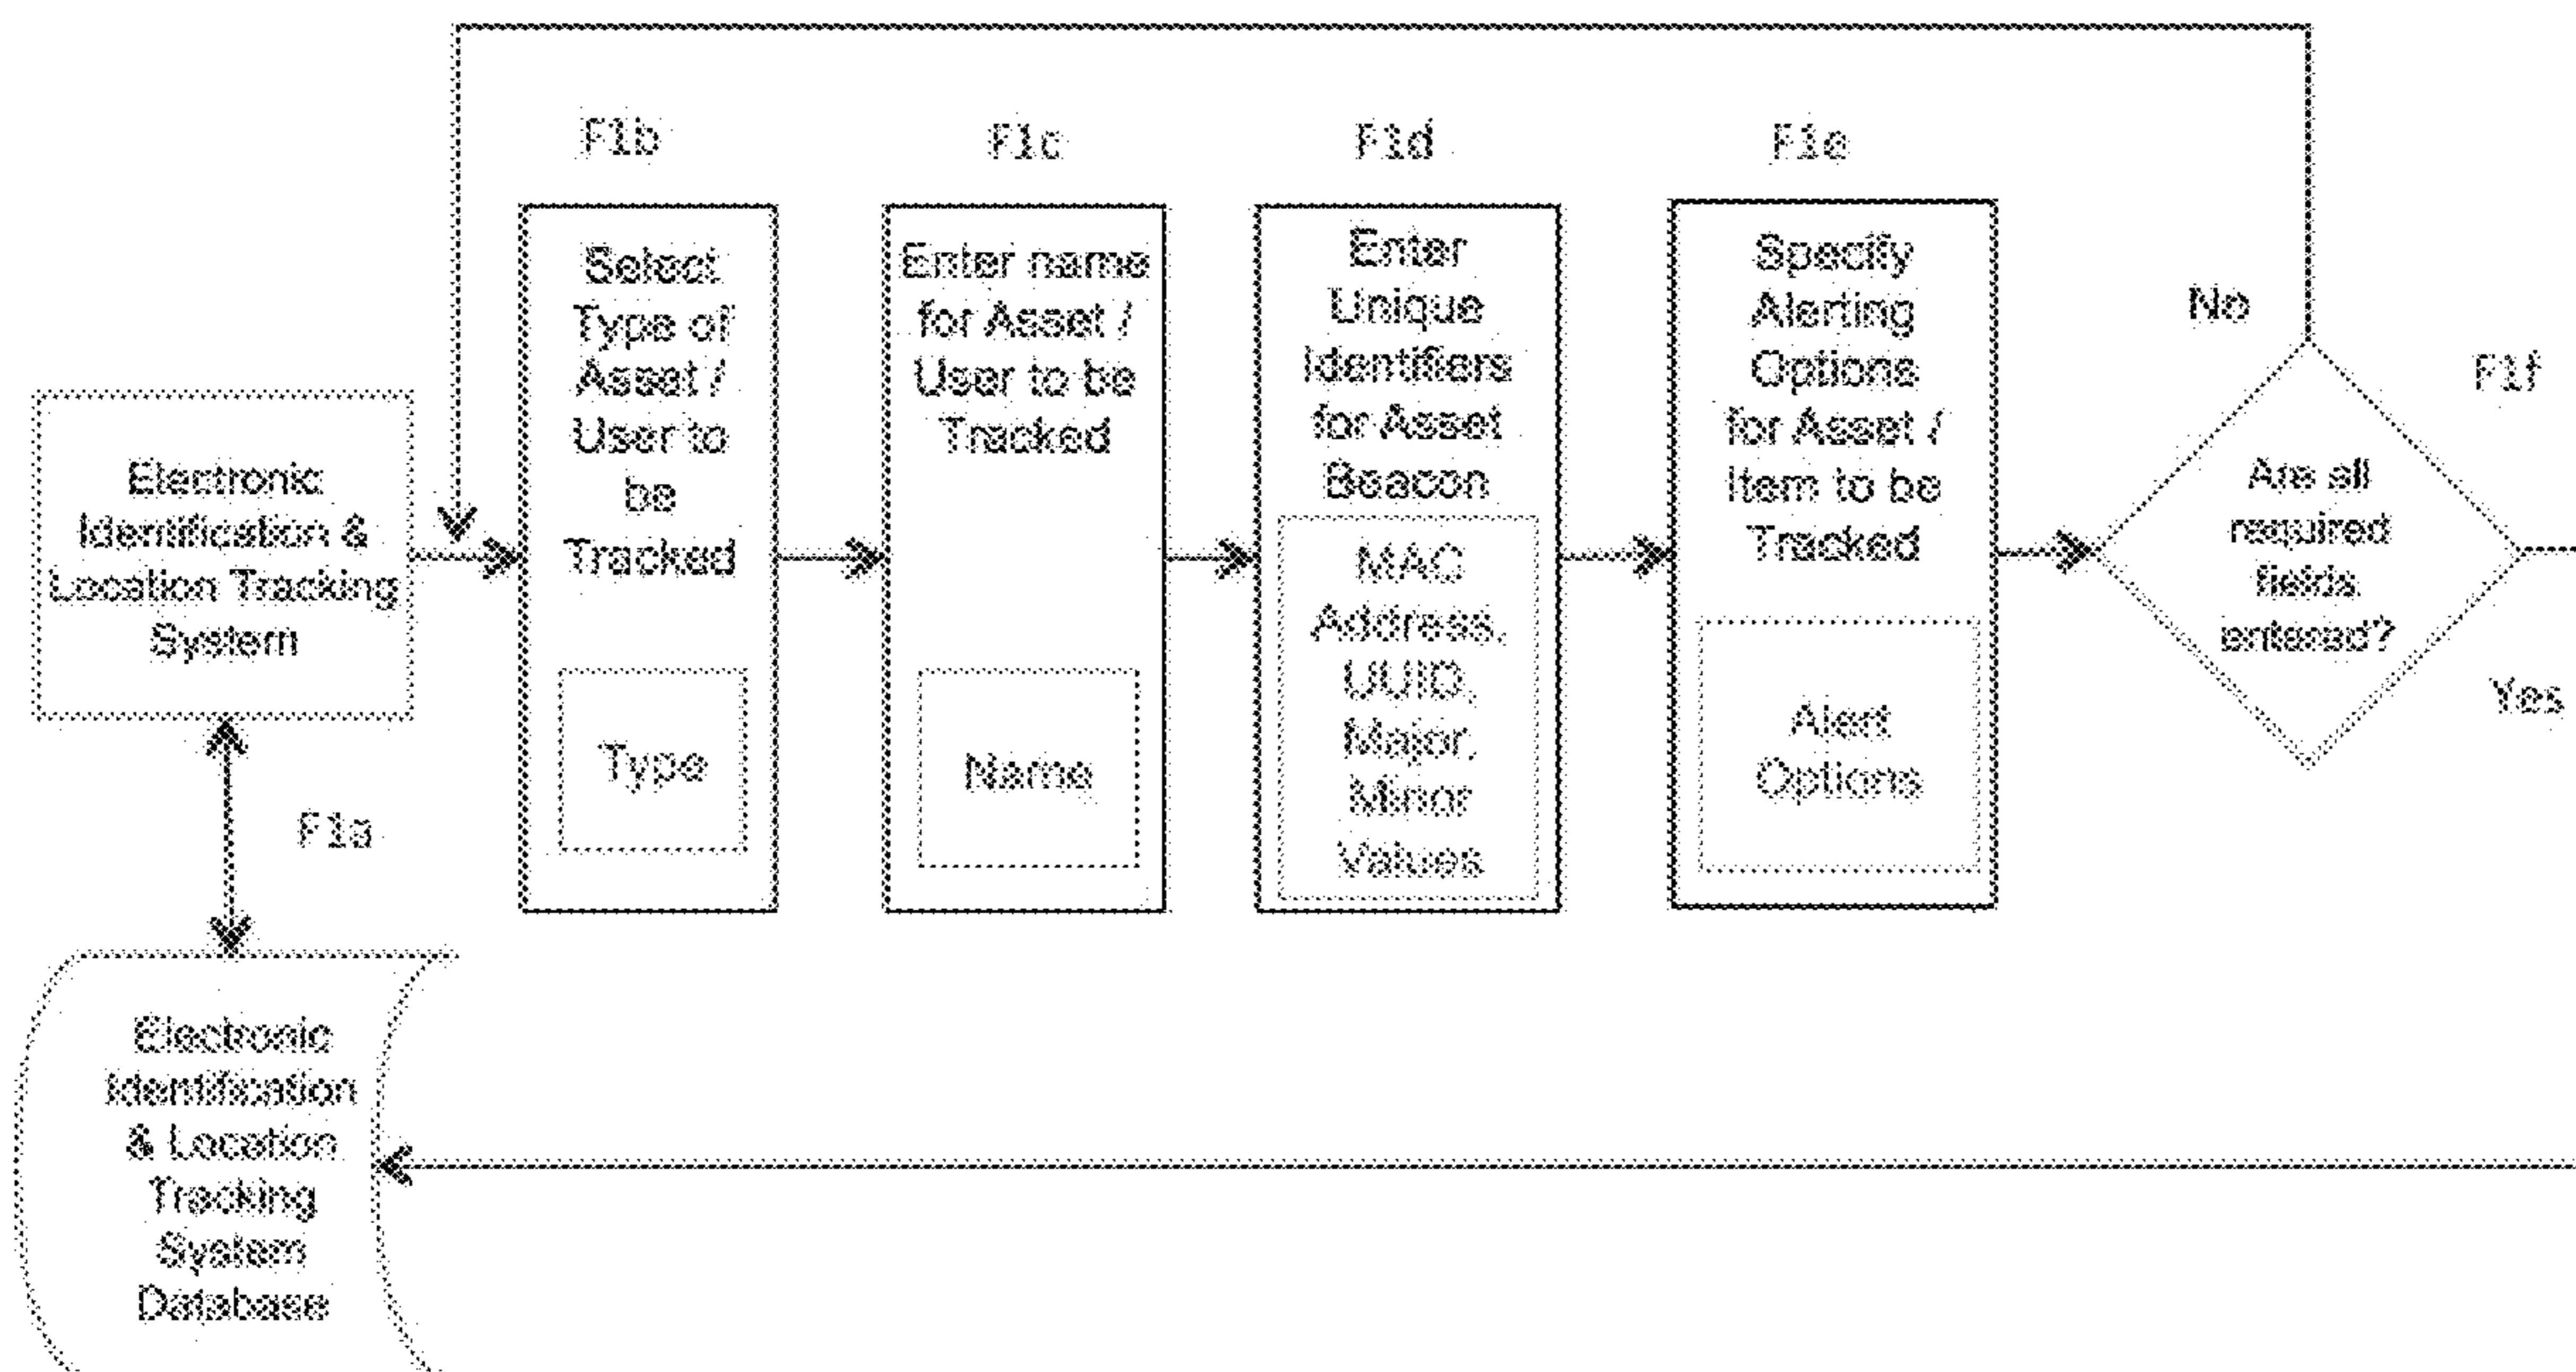 F1b
F1c
F1d
F1e
Select
Type of
Asset /
User to
be
Tracked
Type
Enter name
for Asset /
User to be
Tracked
Name
Enter
Unique
Identifiers
for Asset
Beacon
MAC
Address,
UUID,
Major,
Minor
Values
Specify
Alerting
Options
for Asset /
Item to be
Tracked
Alert
Options
No
F1f
Are all
required
fields
entered?
Yes
Electronic
Identification &
Location Tracking
System
F1a
Electronic
Identification
& Location
Tracking
System
Database